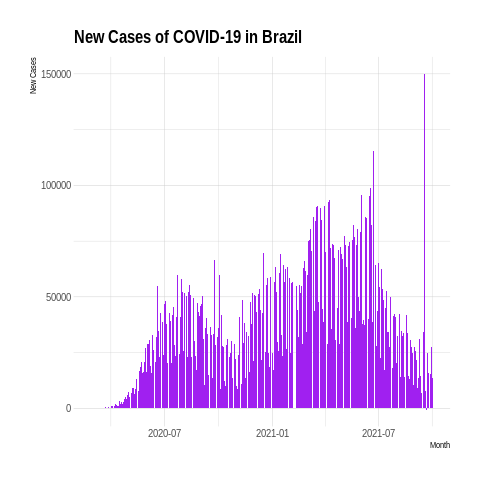 New Cases of COVID-19 in Brazil
New Cases
150000
100000
50000
0
2020-07
2021-01
2021-07
Month